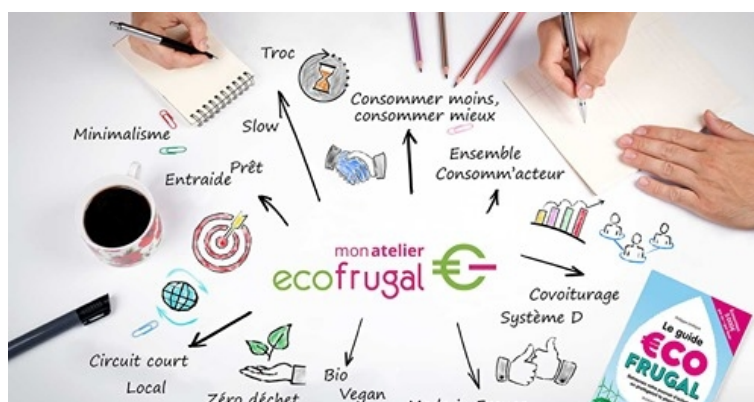 Troc
Consommer moins,
consommer mieux
Slow
Minimalisme
Ensemble
Consomm'acteur
Prêt
Entraide
mon atelier
ecofrugal
Covoiturage
Système D
Le guide
€CO
FRUGAL
Circuit court
Local
Bio
Vegan
Zéro déchet